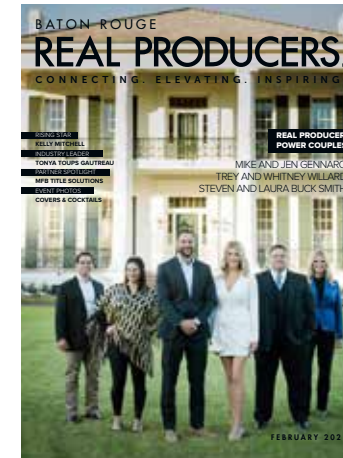 BATON ROUGE
REAL PRODUCERS.
CONNECTING. ELEVATING. INSPIRING.
RISING STAR
KELLY MITCHELL
INDUSTRY LEADER
TONYA TOUPS GAUTREAU
PARTNER SPOTLIGHT
MFB TITLE SOLUTIONS
EVENT PHOTOS
COVERS & COCKTAILS
REAL PRODUCER
POWER COUPLES
MIKE AND JEN GENNARO
TREY AND WHITNEY WILLARD
STEVEN AND LAURA BUCK SMITH
FEBRUARY 202